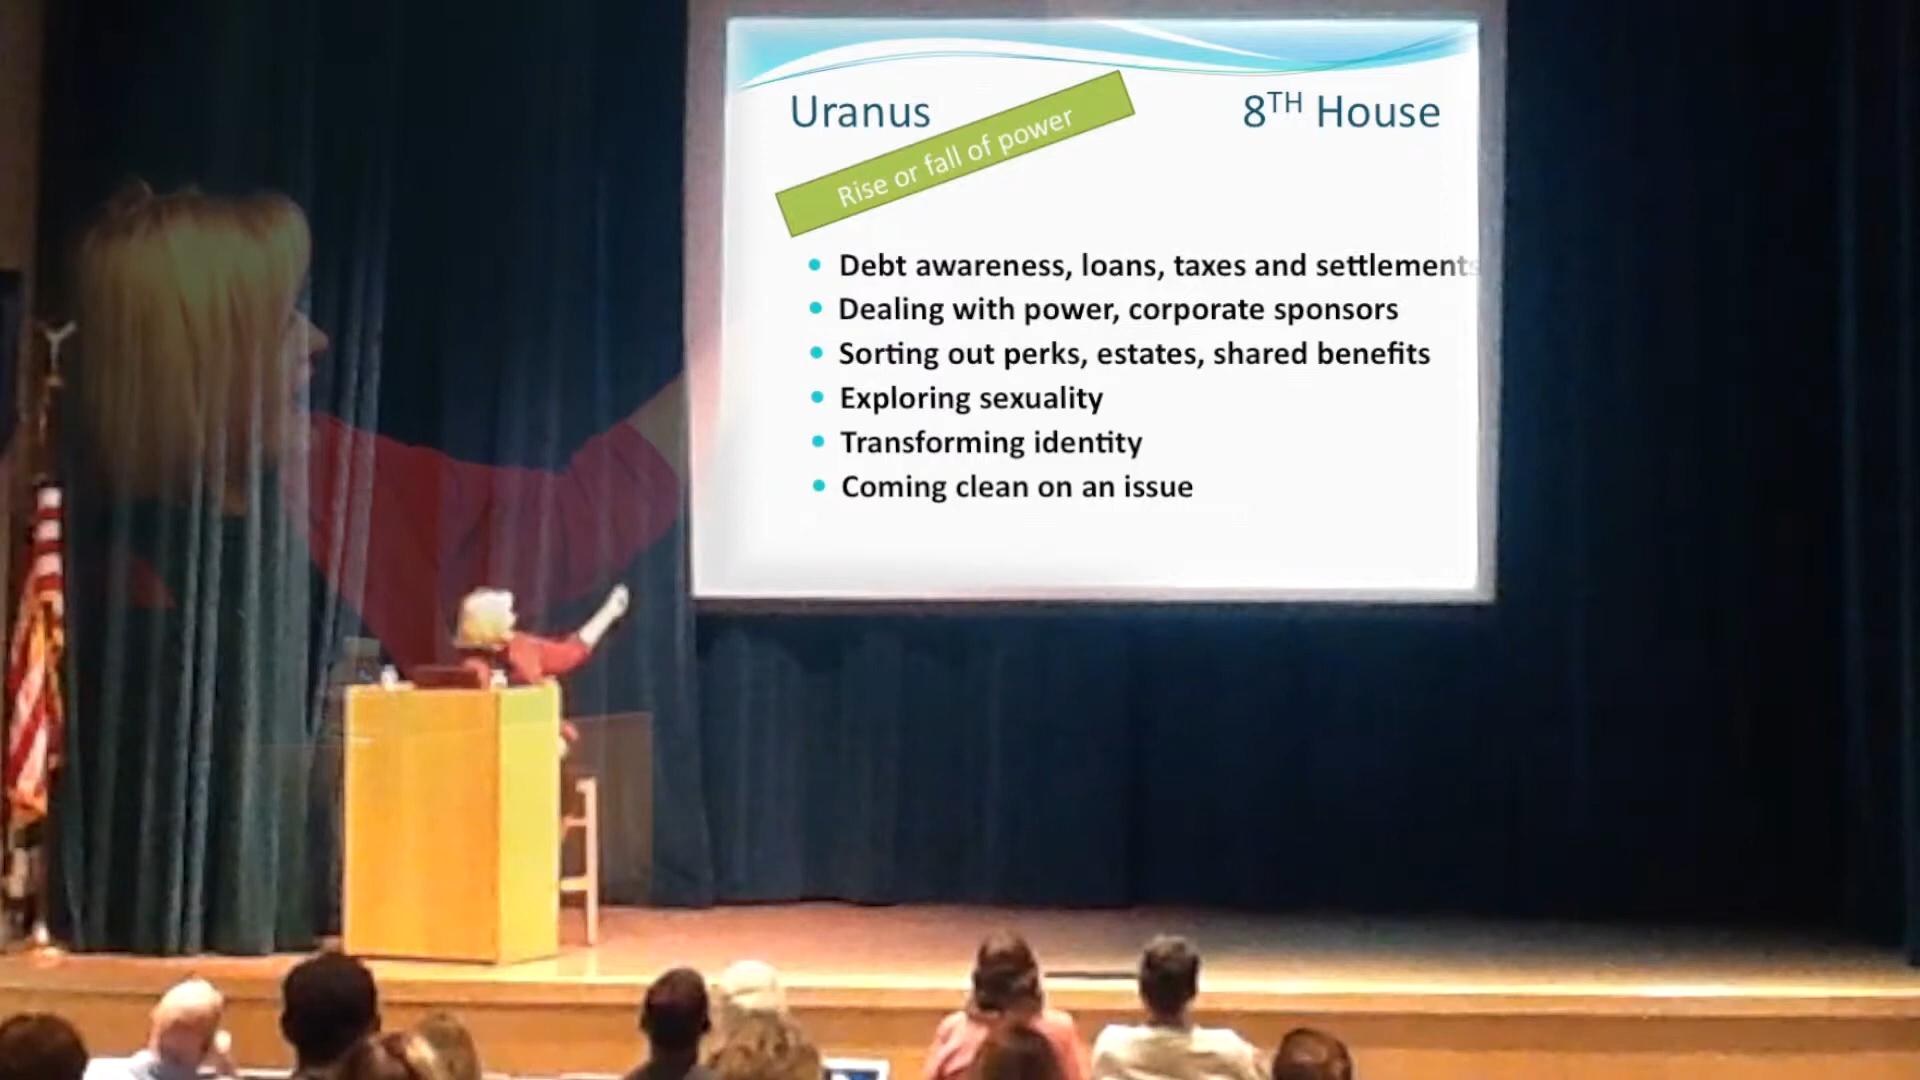 Uranus
8TH House
Rise or fall of power
Debt awareness, loans, taxes and settlements
Dealing with power, corporate sponsors
Sorting out perks, estates, shared benefits
Exploring sexuality
Transforming identity
Coming clean on an issue